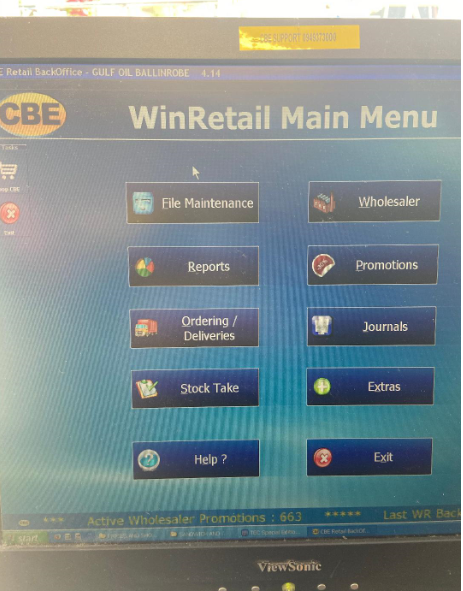 CBE SUPPORT
E Retail BackOffice - GULF OIL BALLINROBE 4.14
CBE
WinRetail Main Menu
Tasks
File Maintenance
Wholesaler
Exit
Reports
Promotions
Ordering /
Deliveries
Journals
Stock Take
Extras
Help ?
Exit
*** Active Wholesaler Promotions : 663 ***** Last WR Back
start
CBE Retail BackOf...
ViewSonic